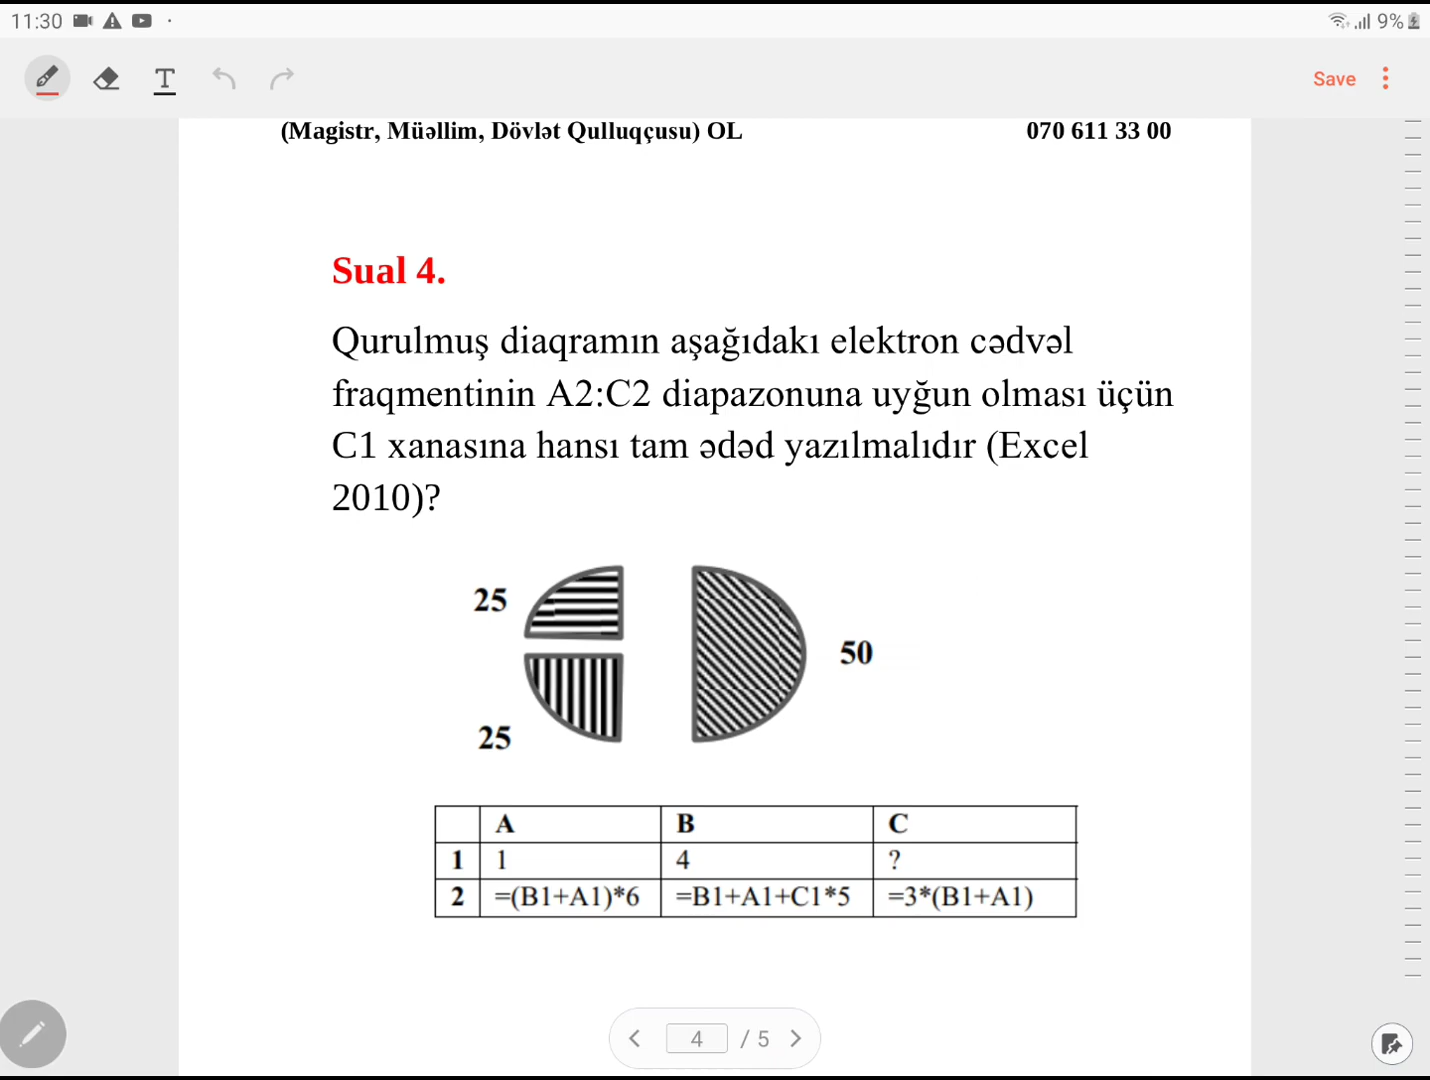 11:30
9%
T
Save
(Magistr, Müəllim, Dövlət Qulluqçusu) OL 070 611 33 00
Sual 4.
Qurulmuş diaqramın aşağıdakı elektron cədvəl
fraqmentinin A2:C2 diapazonuna uyğun olması üçün
C1 xanasına hansı tam ədəd yazılmalıdır (Excel
2010)?
25
50
25
A B C
1 1 4 ?
2 =(B1+A1)*6 =B1+A1+C1*5 =3*(B1+A1)
4 / 5